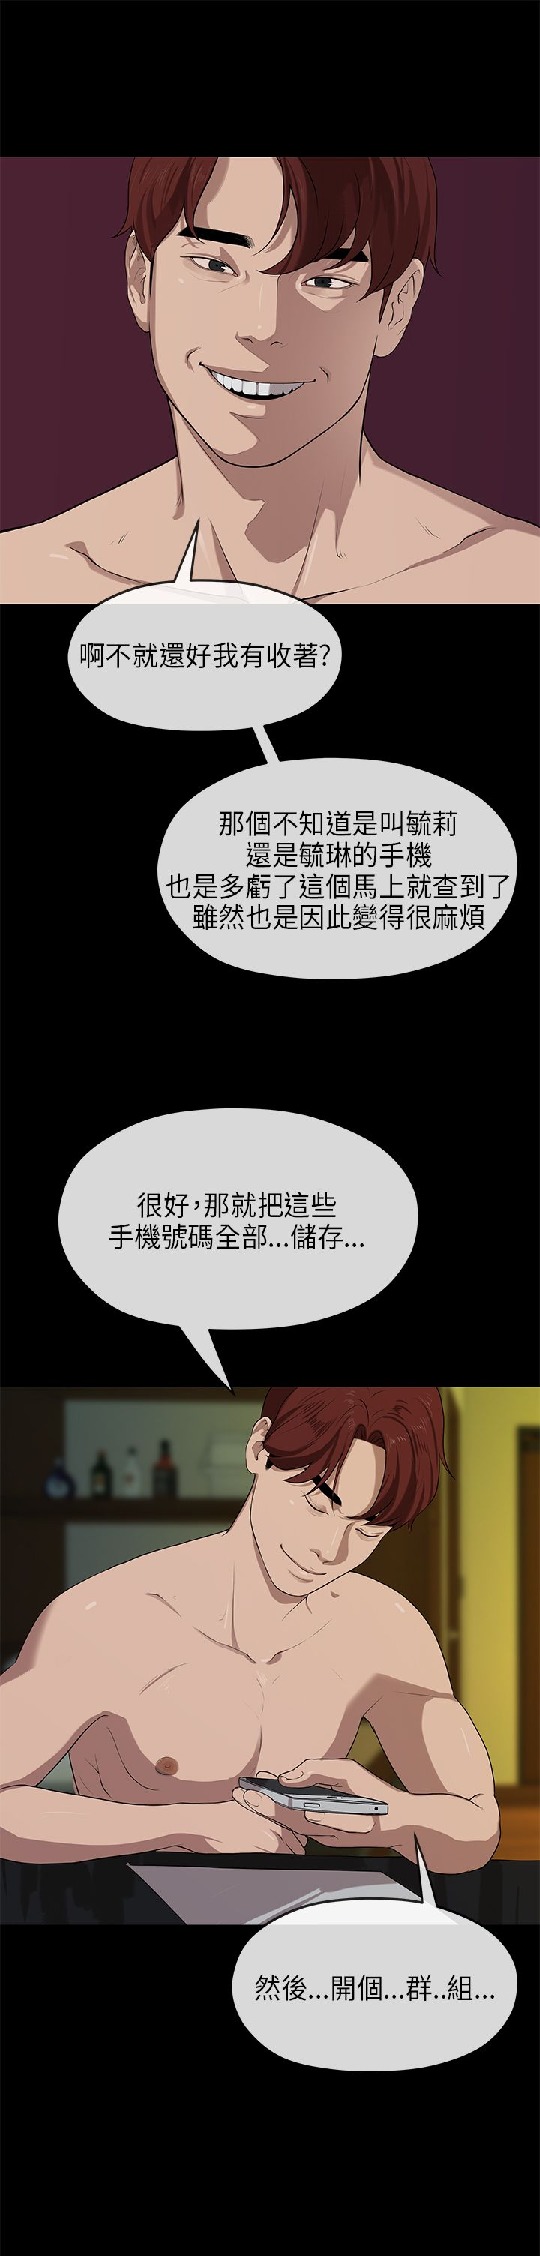 啊不就還好我有收著?
那個不知道是叫毓莉
還是毓琳的手機
也是多虧了這個馬上就查到了
雖然也是因此變得很麻煩
很好,那就把這些
手機號碼全部...儲存...
然後...開個...群..組...